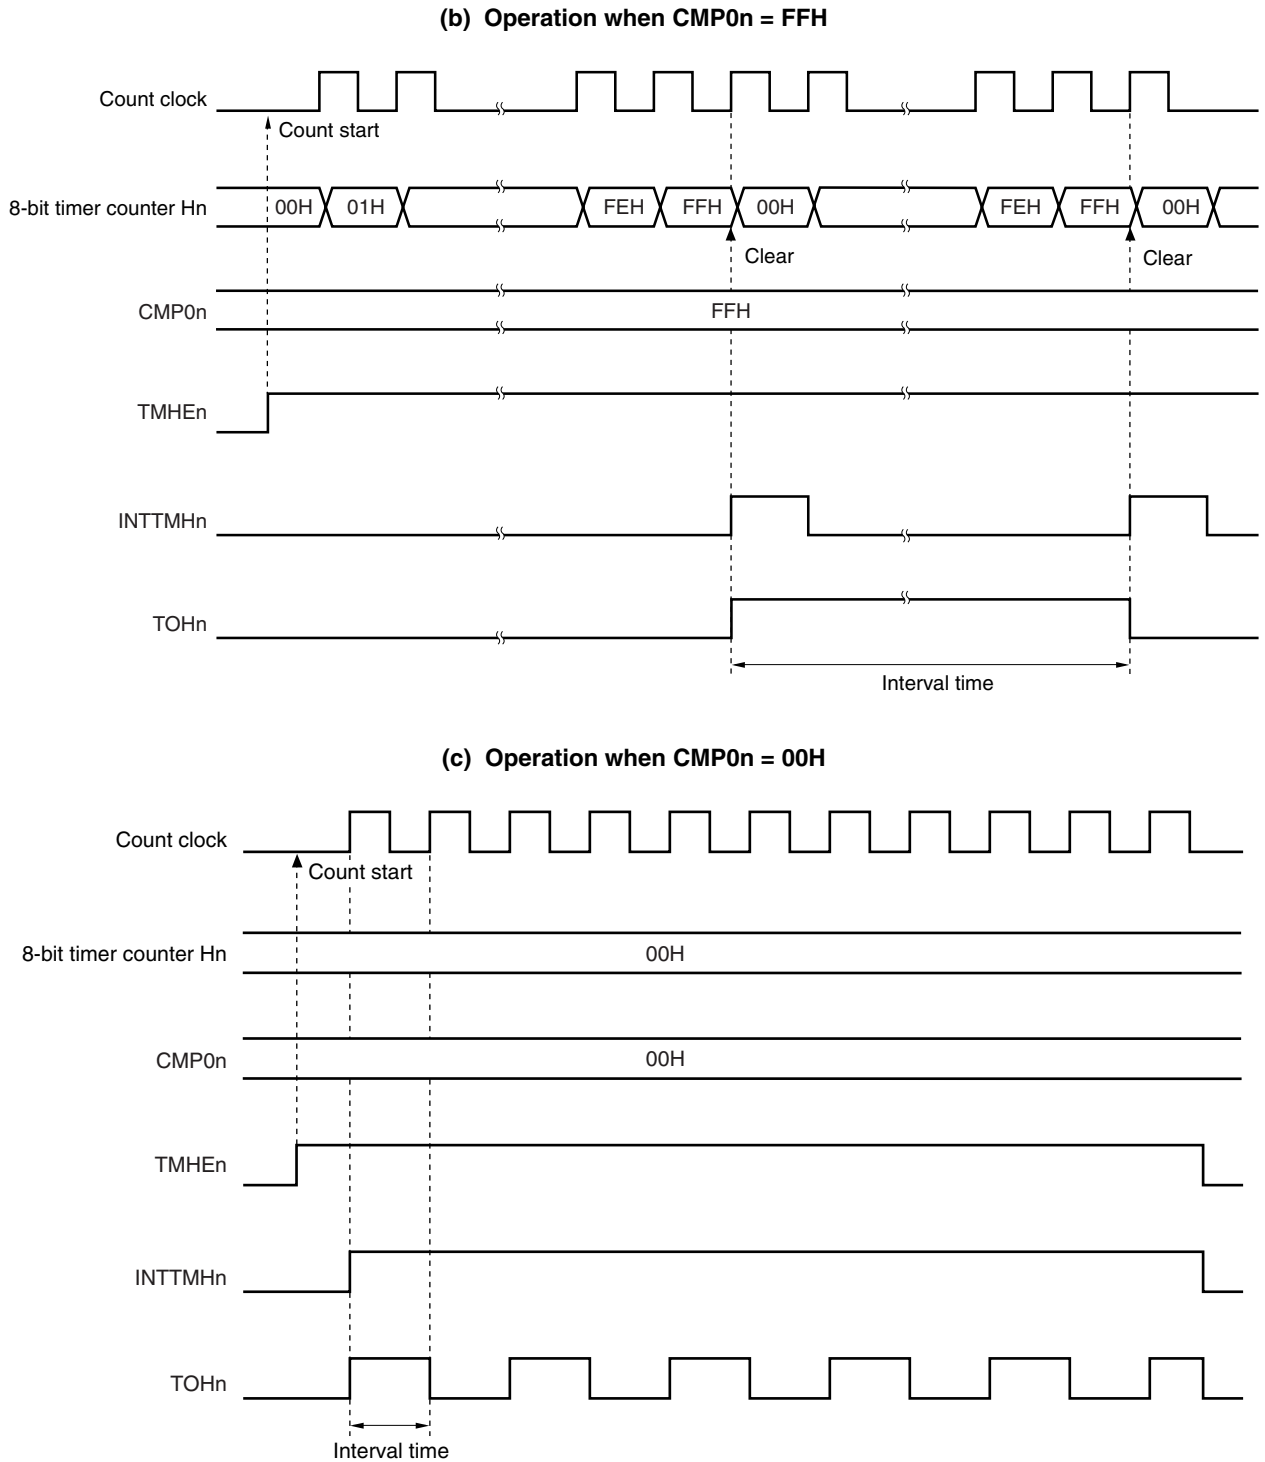 (b) Operation when CMP0n = FFH
Count clock
Count start
8-bit timer counter Hn
00H 01H FEH FFH 00H FEH FFH 00H
Clear Clear
CMP0n
FFH
TMHEn
INTTMHn
TOHn
Interval time
(c) Operation when CMP0n = 00H
Count clock
Count start
8-bit timer counter Hn
00H
CMP0n
00H
TMHEn
INTTMHn
TOHn
Interval time